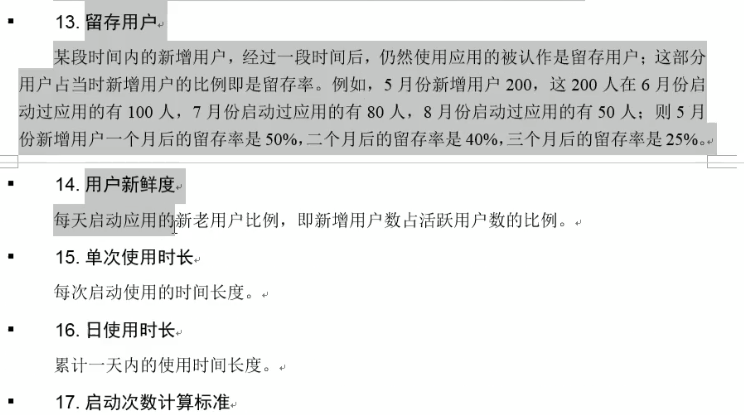 13. 留存用户
某段时间内的新增用户，经过一段时间后，仍然使用应用的被认作是留存用户；这部分
用户占当时新增用户的比例即是留存率。例如，5 月份新增用户 200，这 200 人在 6 月份启
动过应用的有 100 人，7 月份启动过应用的有 80 人，8 月份启动过应用的有 50 人；则 5 月
份新增用户一个月后的留存率是 50%，二个月后的留存率是 40%，三个月后的留存率是 25%。
14. 用户新鲜度
每天启动应用的新老用户比例，即新增用户数占活跃用户数的比例。
15. 单次使用时长
每次启动使用的时间长度。
16. 日使用时长
累计一天内的使用时间长度。
17. 启动次数计算标准